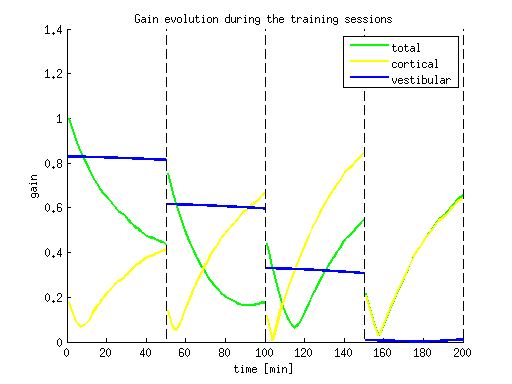 Gain evolution during the training sessions
1.4
1.2
1
0.8
0.6
0.4
0.2
0
gain
total
cortical
vestibular
0 20 40 60 80 100 120 140 160 180 200
time [min]